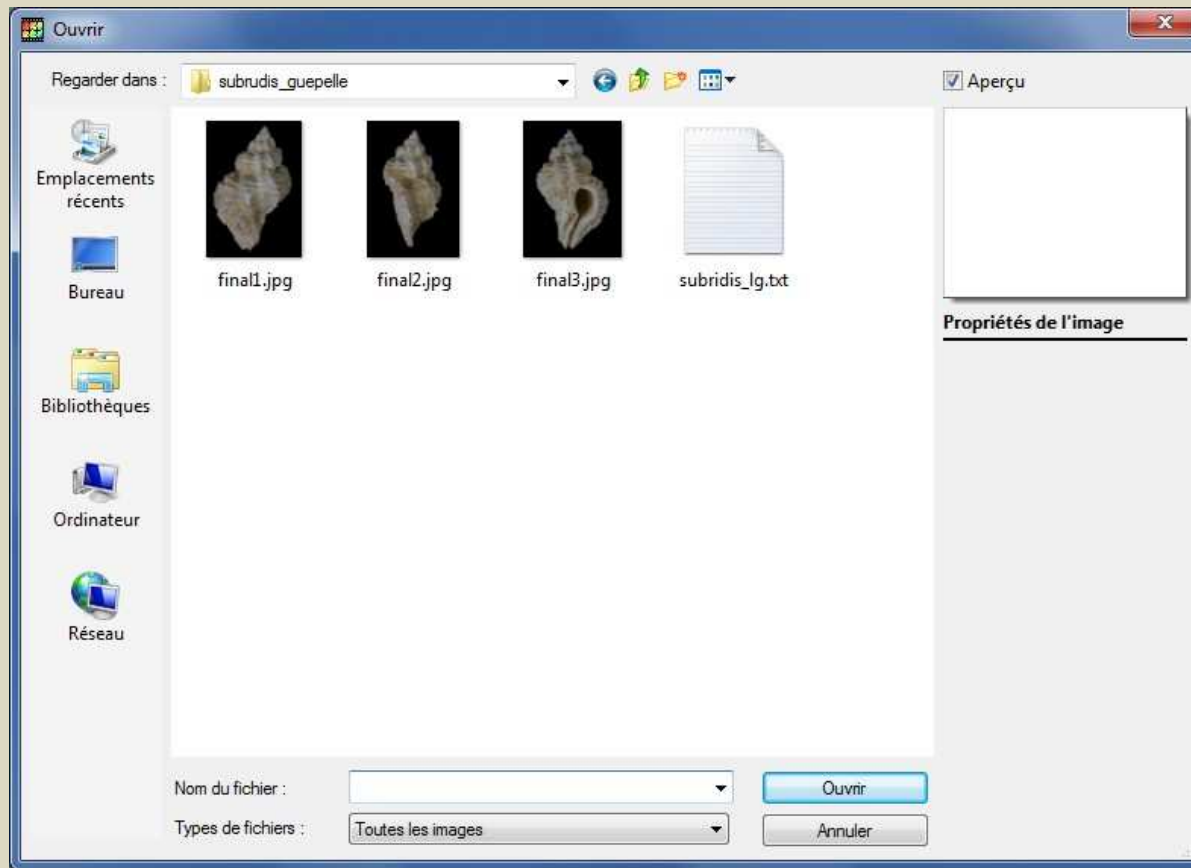 Ouvrir
Regarder dans :
subrudis_guepelle
Aperçu
Emplacements
récents
Bureau
Bibliothèques
Ordinateur
Réseau
final1.jpg
final2.jpg
final3.jpg
subridis_lg.txt
Propriétés de l'image
Nom du fichier :
Ouvrir
Types de fichiers :
Toutes les images
Annuler